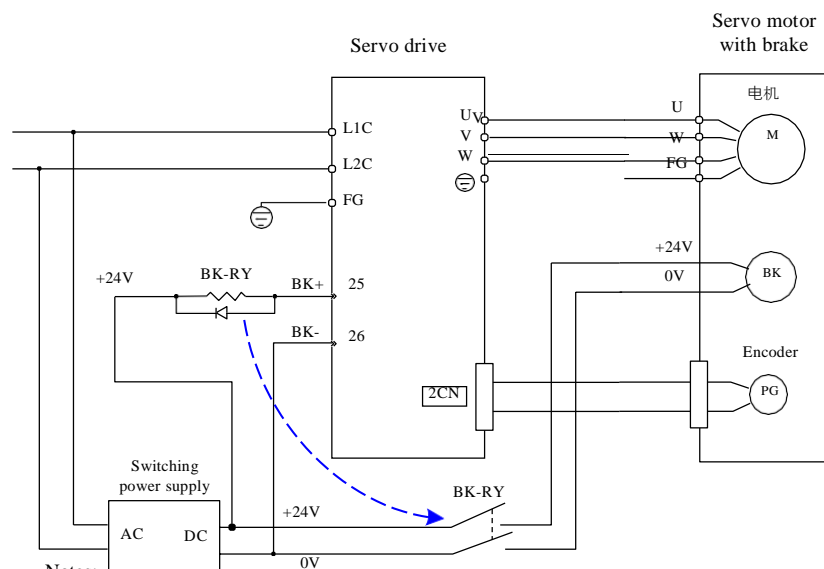 Servo motor
with brake
Servo drive
电机
U
UV
L1C
M
V
W
W
L2C
FG
FG
+24V
BK-RY
+24V
0V
BK
BK+
25
BK-
26
Encoder
2CN
PG
Switching
power supply
BK-RY
+24V
AC
DC
0V